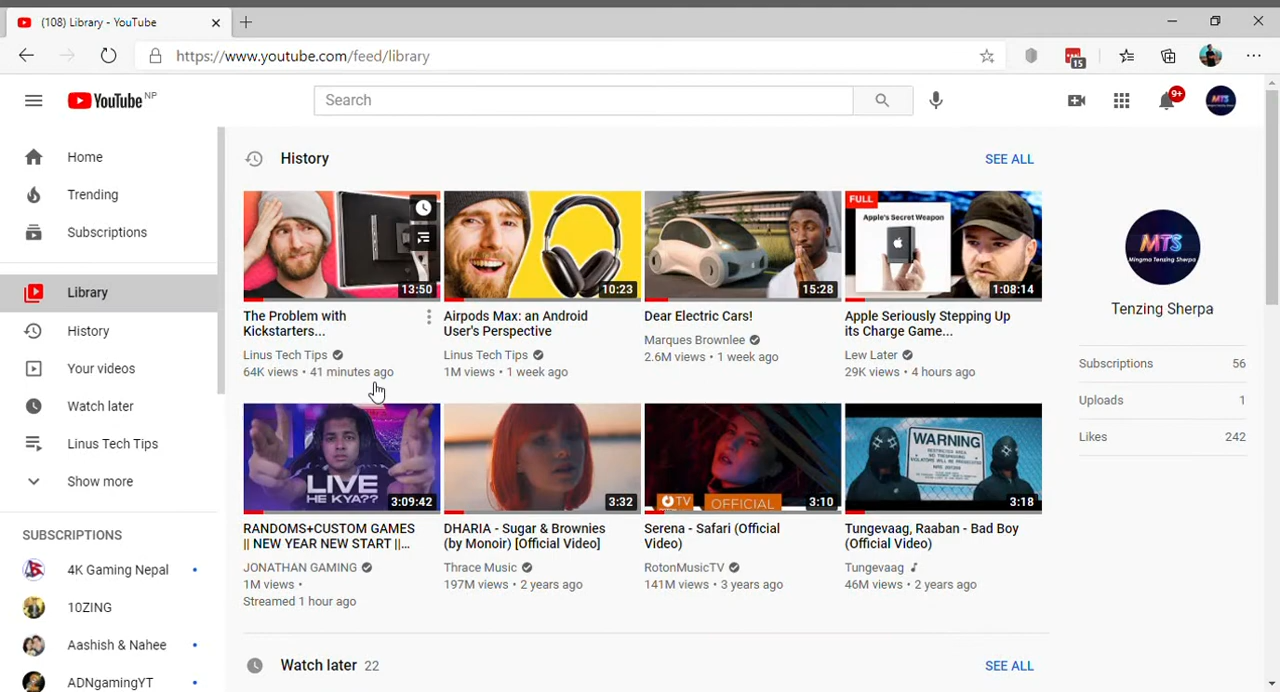 (108) Library - YouTube
https://www.youtube.com/feed/library
15
YouTube NP
Search
9+
MTS
Home
Trending
Subscriptions
Library
History
Your videos
Watch later
Linus Tech Tips
Show more
SUBSCRIPTIONS
4K Gaming Nepal
10ZING
Aashish & Nahee
ADNgamingYT
History
SEE ALL
13:50
The Problem with
Kickstarters...
Linus Tech Tips
64K views • 41 minutes ago
10:23
Airpods Max: an Android
User's Perspective
Linus Tech Tips
1M views • 1 week ago
15:28
Dear Electric Cars!
Marques Brownlee
2.6M views • 1 week ago
FULL
Apple's Secret Weapon
1:08:14
Apple Seriously Stepping Up
its Charge Game...
Lew Later
29K views • 4 hours ago
LIVE
HE KYA??
3:09:42
RANDOMS+CUSTOM GAMES
|| NEW YEAR NEW START ||...
JONATHAN GAMING
1M views •
Streamed 1 hour ago
3:32
DHARIA - Sugar & Brownies
(by Monoir) [Official Video]
Thrace Music
197M views • 2 years ago
TV OFFICIAL
3:10
Serena - Safari (Official
Video)
RotonMusicTV
141M views • 3 years ago
WARNING
RESTRICTED AREA
3:18
Tungevaag, Raaban - Bad Boy
(Official Video)
Tungevaag
46M views • 2 years ago
Watch later 22
SEE ALL
MTS
Mingma Tenzing Sherpa
Tenzing Sherpa
Subscriptions 56
Uploads 1
Likes 242